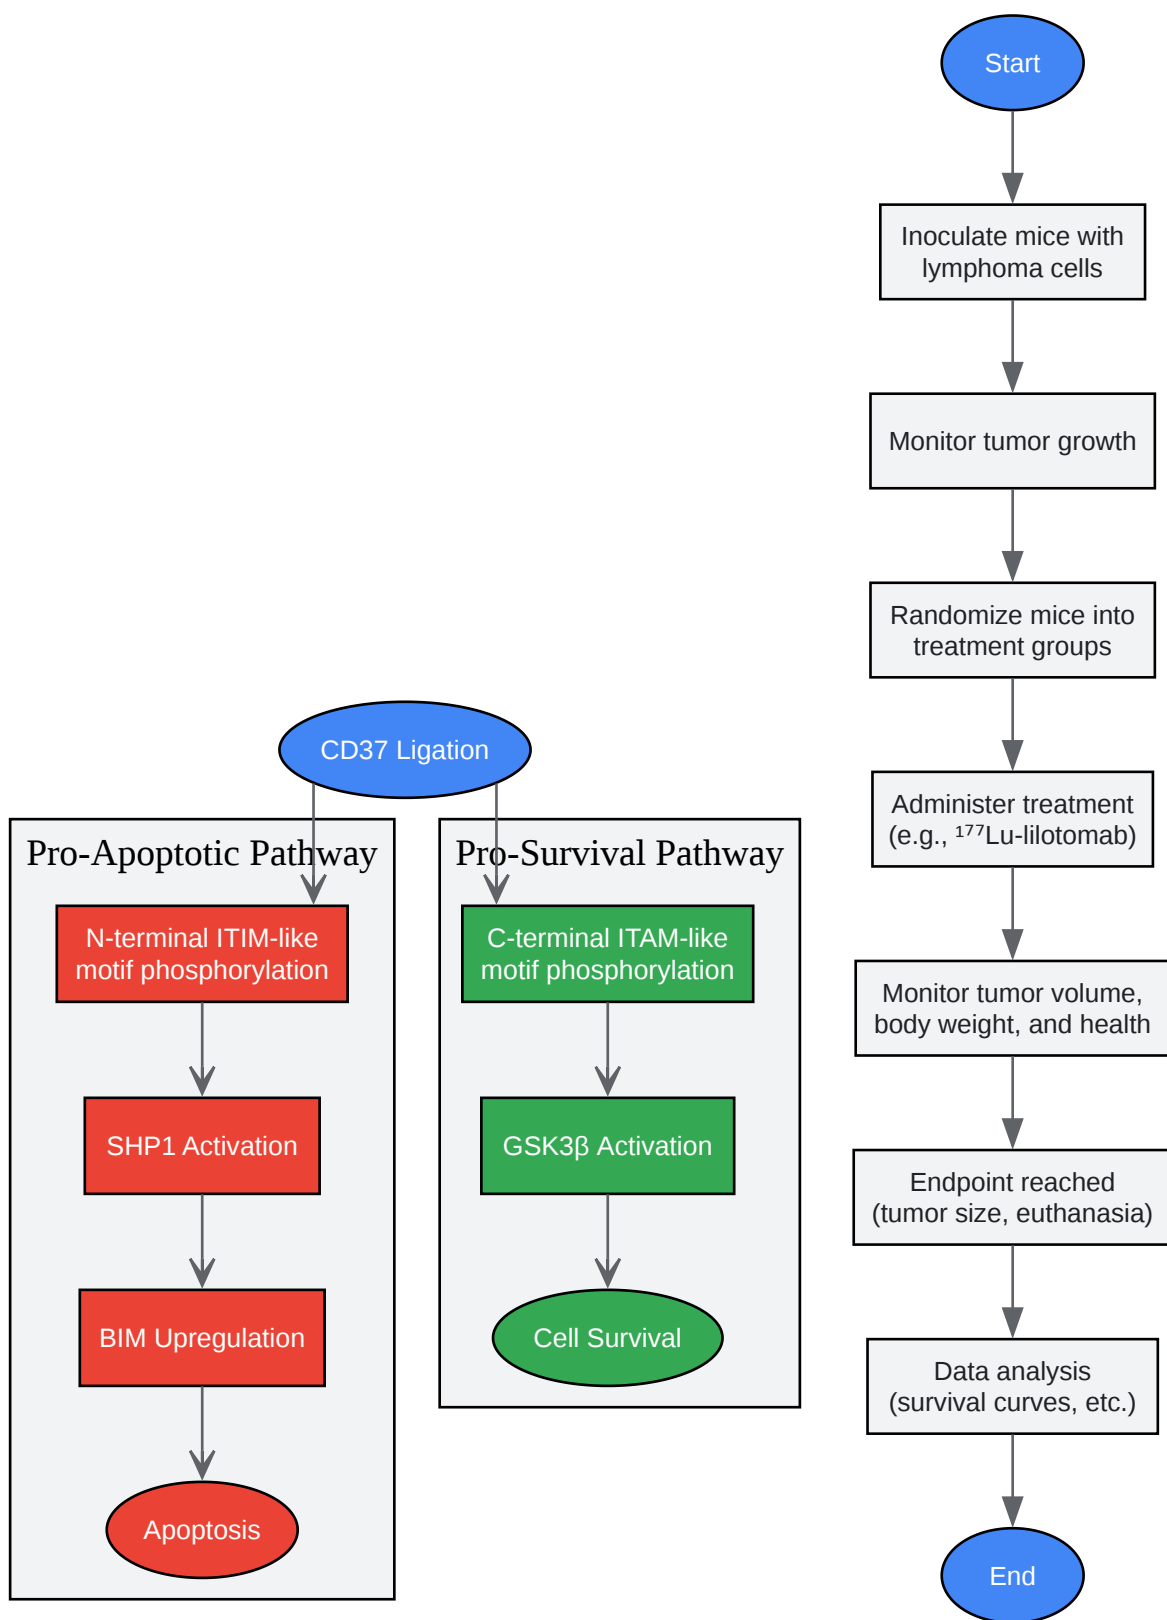 CD37 Ligation
Pro-Apoptotic Pathway
N-terminal ITIM-like
motif phosphorylation
SHP1 Activation
BIM Upregulation
Apoptosis
Pro-Survival Pathway
C-terminal ITAM-like
motif phosphorylation
GSK3β Activation
Cell Survival
Start
Inoculate mice with
lymphoma cells
Monitor tumor growth
Randomize mice into
treatment groups
Administer treatment
(e.g., ¹⁷⁷Lu-lilotomab)
Monitor tumor volume,
body weight, and health
Endpoint reached
(tumor size, euthanasia)
Data analysis
(survival curves, etc.)
End